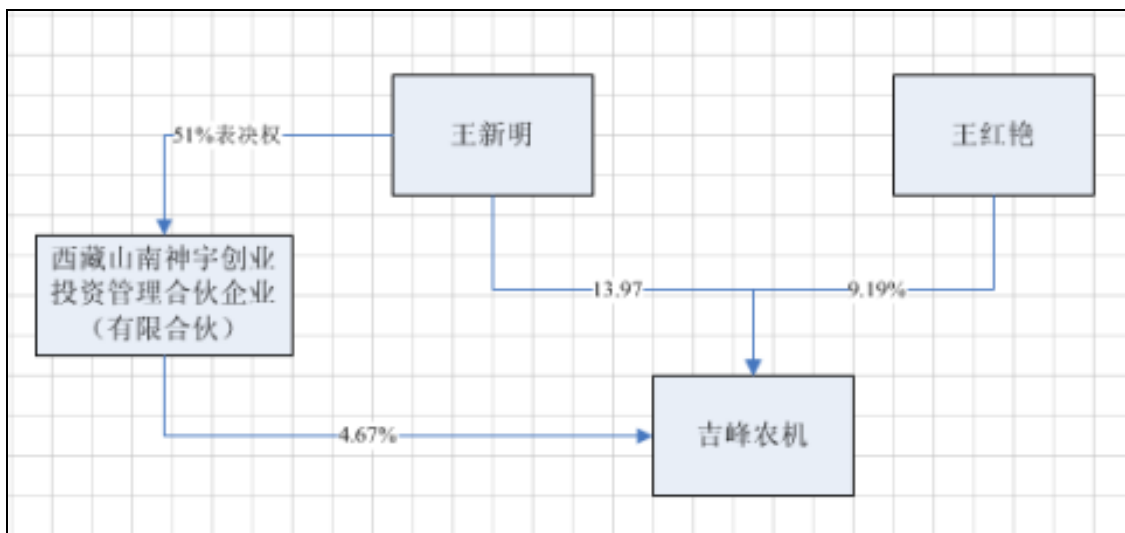 51%表决权
王新明
王红艳
西藏山南神宇创业
投资管理合伙企业
（有限合伙）
13.97
9.19%
4.67%
吉峰农机